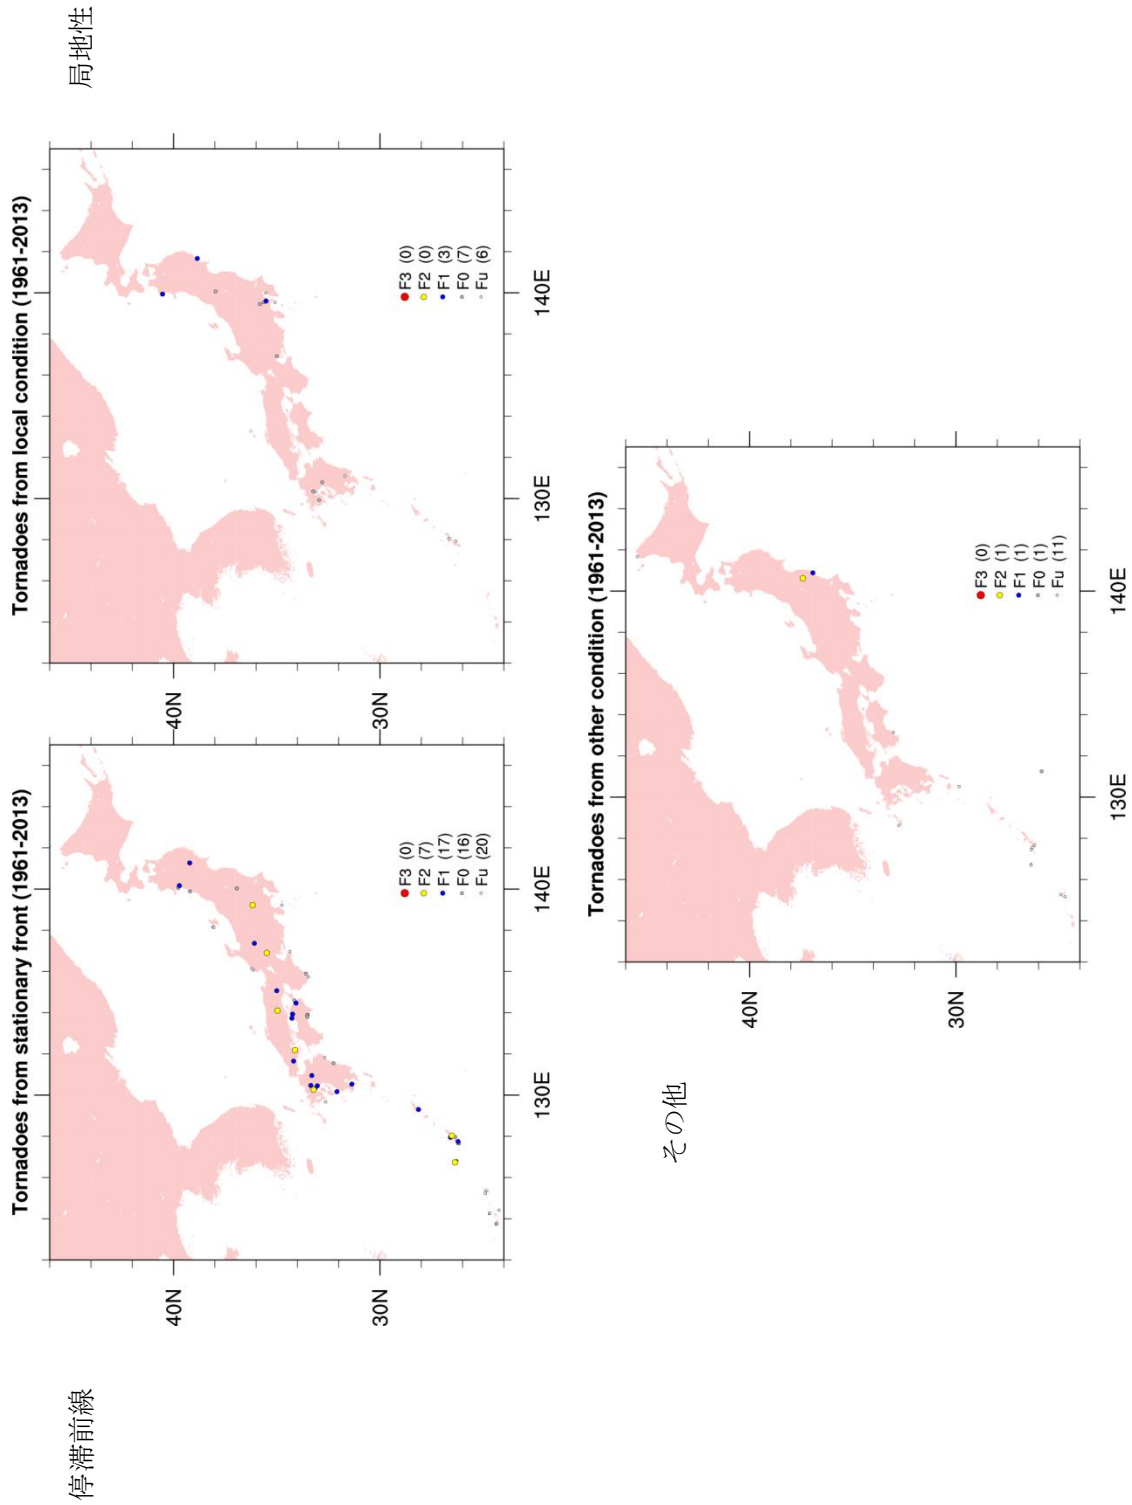 停滞前線
Tornadoes from stationary front (1961-2013)
40N
30N
130E
140E
F3 (0)
F2 (7)
F1 (17)
F0 (16)
Fu (20)
局地性
Tornadoes from local condition (1961-2013)
40N
30N
130E
140E
F3 (0)
F2 (0)
F1 (3)
F0 (7)
Fu (6)
その他
Tornadoes from other condition (1961-2013)
40N
30N
130E
140E
F3 (0)
F2 (1)
F1 (1)
F0 (1)
Fu (11)